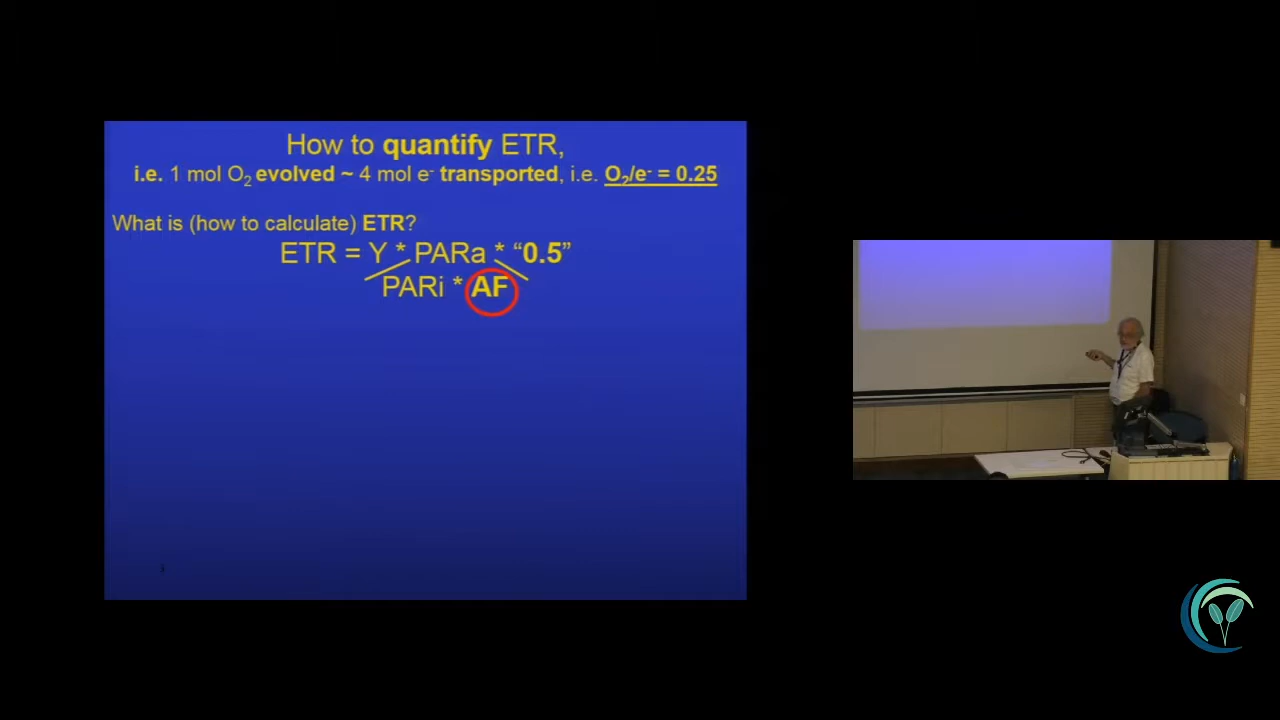 How to quantify ETR,
i.e. 1 mol O₂ evolved ~ 4 mol e⁻ transported, i.e. O₂/e⁻ = 0.25
What is (how to calculate) ETR?
ETR = Y * PARa * “0.5”
PARi * AF